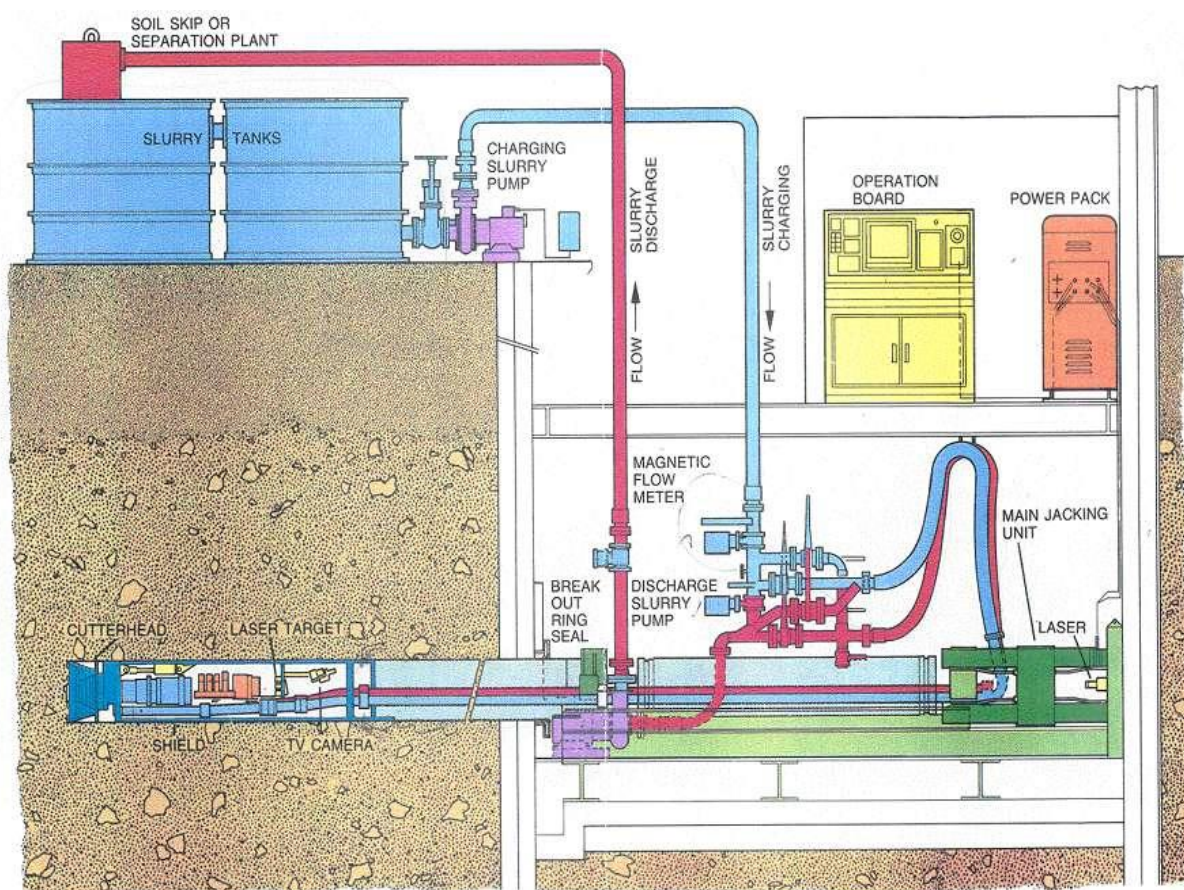 SOIL SKIP OR
SEPARATION PLANT
SLURRY TANKS
CHARGING
SLURRY
PUMP
SLURRY
DISCHARGE
FLOW
SLURRY
CHARGING
FLOW
OPERATION
BOARD
POWER PACK
MAGNETIC
FLOW
METER
MAIN JACKING
UNIT
BREAK
OUT
RING
SEAL
DISCHARGE
SLURRY
PUMP
LASER
CUTTERHEAD
LASER TARGET
SHIELD
TV CAMERA